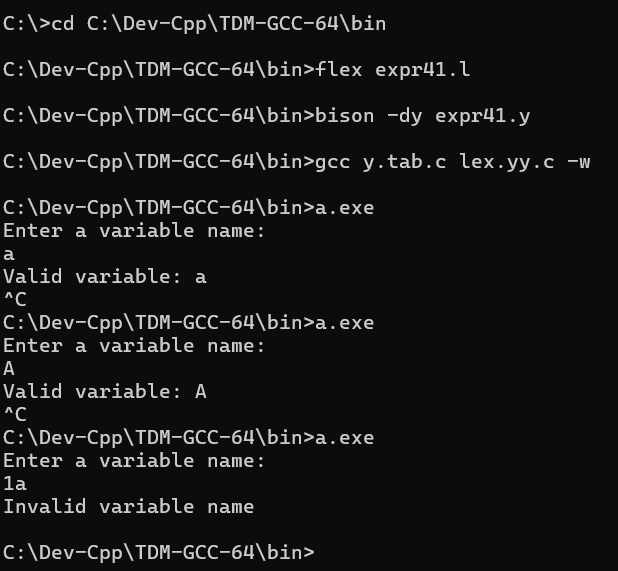 C:\>cd C:\Dev-Cpp\TDM-GCC-64\bin
C:\Dev-Cpp\TDM-GCC-64\bin>flex expr41.l
C:\Dev-Cpp\TDM-GCC-64\bin>bison -dy expr41.y
C:\Dev-Cpp\TDM-GCC-64\bin>gcc y.tab.c lex.yy.c -w
C:\Dev-Cpp\TDM-GCC-64\bin>a.exe
Enter a variable name:
a
Valid variable: a
^C
C:\Dev-Cpp\TDM-GCC-64\bin>a.exe
Enter a variable name:
A
Valid variable: A
^C
C:\Dev-Cpp\TDM-GCC-64\bin>a.exe
Enter a variable name:
1a
Invalid variable name
C:\Dev-Cpp\TDM-GCC-64\bin>